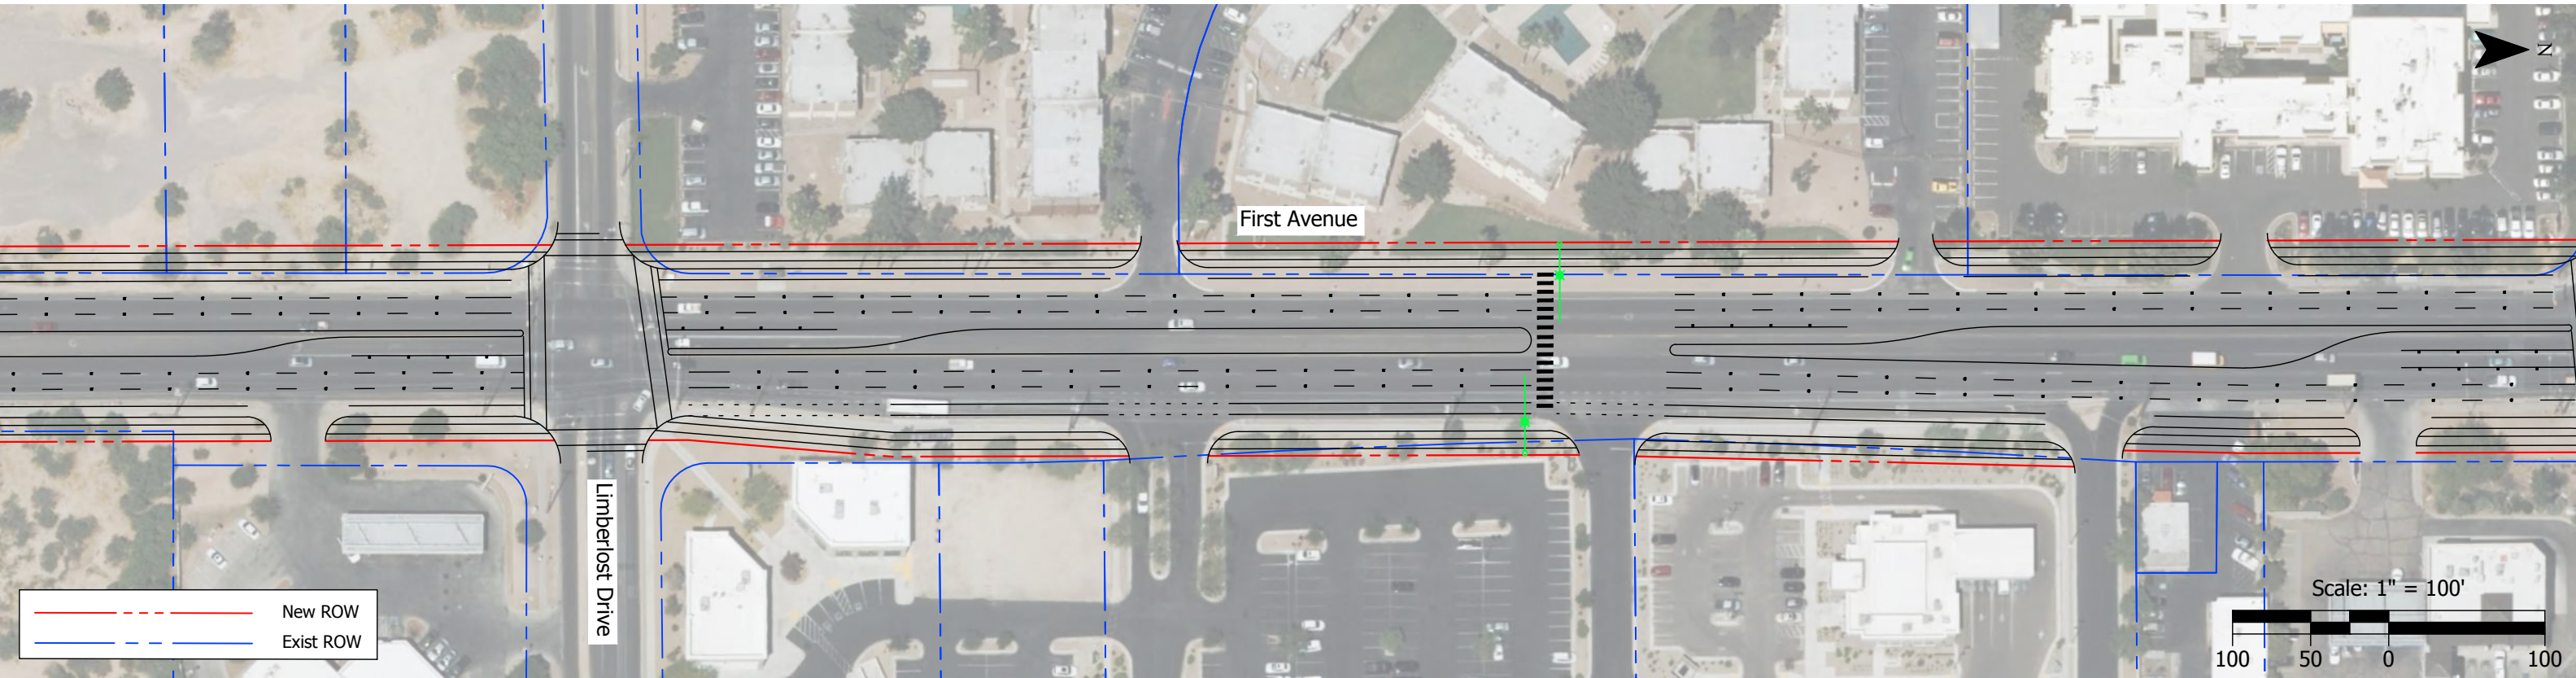 N
First Avenue
Limberlost Drive
New ROW
Exist ROW
Scale: 1" = 100'
100 50 0 100